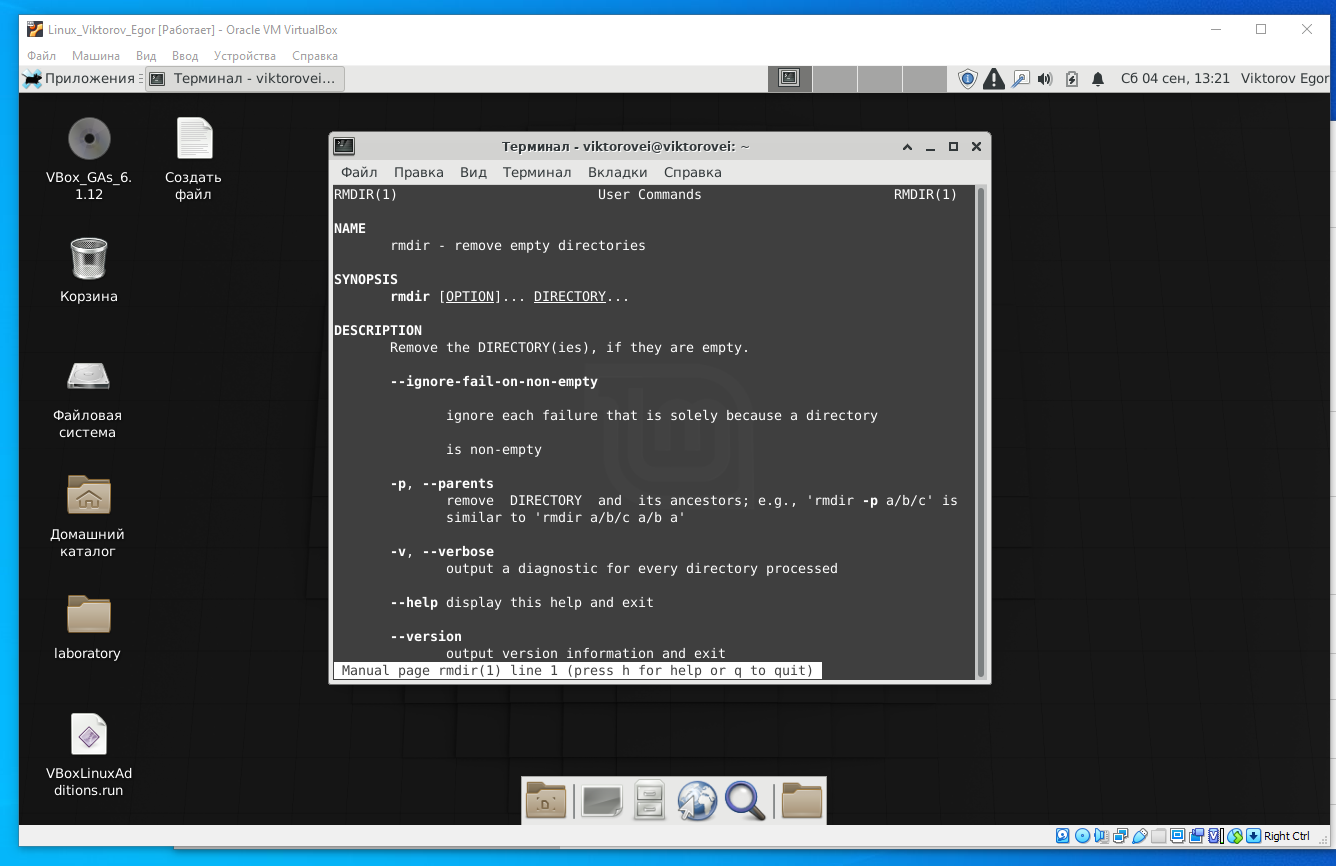 Linux_Viktorov_Egor [Работает] - Oracle VM VirtualBox
Файл Машина Вид Ввод Устройства Справка
Приложения Терминал - viktorovei... Сб 04 сен, 13:21 Viktorov Egor
VBox_GAs_6.
1.12
Создать
файл
Корзина
Файловая
система
Домашний
каталог
laboratory
VBoxLinuxAd
ditions.run
Терминал - viktorovei@viktorovei: ~
Файл Правка Вид Терминал Вкладки Справка
RMDIR(1) User Commands RMDIR(1)
NAME
rmdir - remove empty directories
SYNOPSIS
rmdir [OPTION]... DIRECTORY...
DESCRIPTION
Remove the DIRECTORY(ies), if they are empty.
--ignore-fail-on-non-empty
ignore each failure that is solely because a directory
is non-empty
-p, --parents
remove DIRECTORY and its ancestors; e.g., 'rmdir -p a/b/c' is
similar to 'rmdir a/b/c a/b a'
-v, --verbose
output a diagnostic for every directory processed
--help display this help and exit
--version
output version information and exit
Manual page rmdir(1) line 1 (press h for help or q to quit)
Right Ctrl